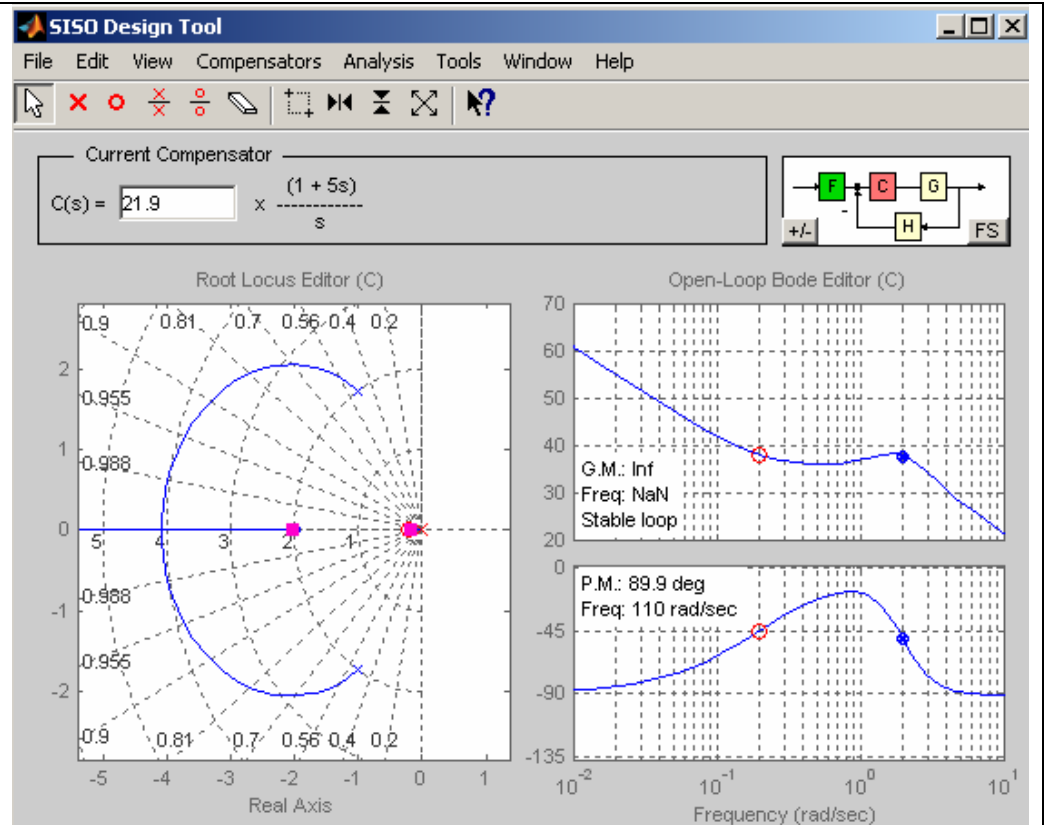 SISO Design Tool
File Edit View Compensators Analysis Tools Window Help
Current Compensator
C(s) = 21.9 x (1 + 5s)
------------
s
F C G
H
+/- FS
Root Locus Editor (C)
0.9 0.81 0.7 0.56 0.4 0.2
0.955
0.988
5 4 3 2 1
0.988
0.955
0.9 0.81 0.7 0.56 0.4 0.2
2
1
0
-1
-2
-5 -4 -3 -2 -1 0 1
Real Axis
Open-Loop Bode Editor (C)
70
60
50
40
30
20
G.M.: Inf
Freq: NaN
Stable loop
0
-45
-90
-135
P.M.: 89.9 deg
Freq: 110 rad/sec
10^-2 10^-1 10^0 10^1
Frequency (rad/sec)